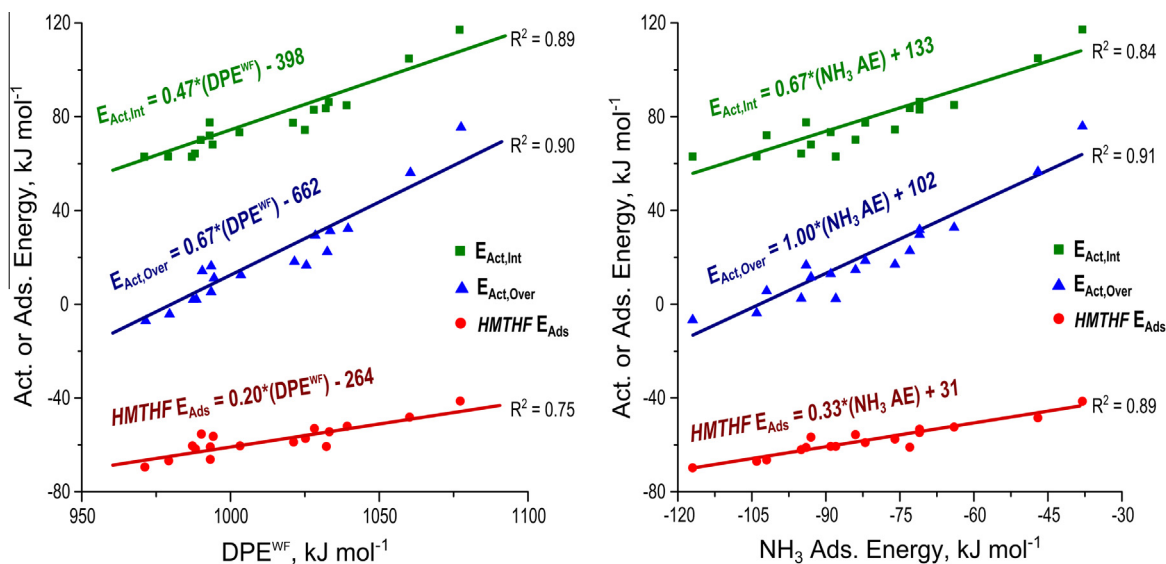 Act. or Ads. Energy, kJ mol⁻¹
120
80
40
0
-40
-80
950
1000
1050
1100
DPE^WF, kJ mol⁻¹
E_Act,Int = 0.47*(DPE^WF) - 398
R² = 0.89
E_Act,Over = 0.67*(DPE^WF) - 662
R² = 0.90
HMTHF E_Ads = 0.20*(DPE^WF) - 264
R² = 0.75
E_Act,Int
E_Act,Over
HMTHF E_Ads
Act. or Ads. Energy, kJ mol⁻¹
120
80
40
0
-40
-80
-120
-105
-90
-75
-60
-45
-30
NH₃ Ads. Energy, kJ mol⁻¹
E_Act,Int = 0.67*(NH₃ AE) + 133
R² = 0.84
E_Act,Over = 1.00*(NH₃ AE) + 102
R² = 0.91
HMTHF E_Ads = 0.33*(NH₃ AE) + 31
R² = 0.89
E_Act,Int
E_Act,Over
HMTHF E_Ads